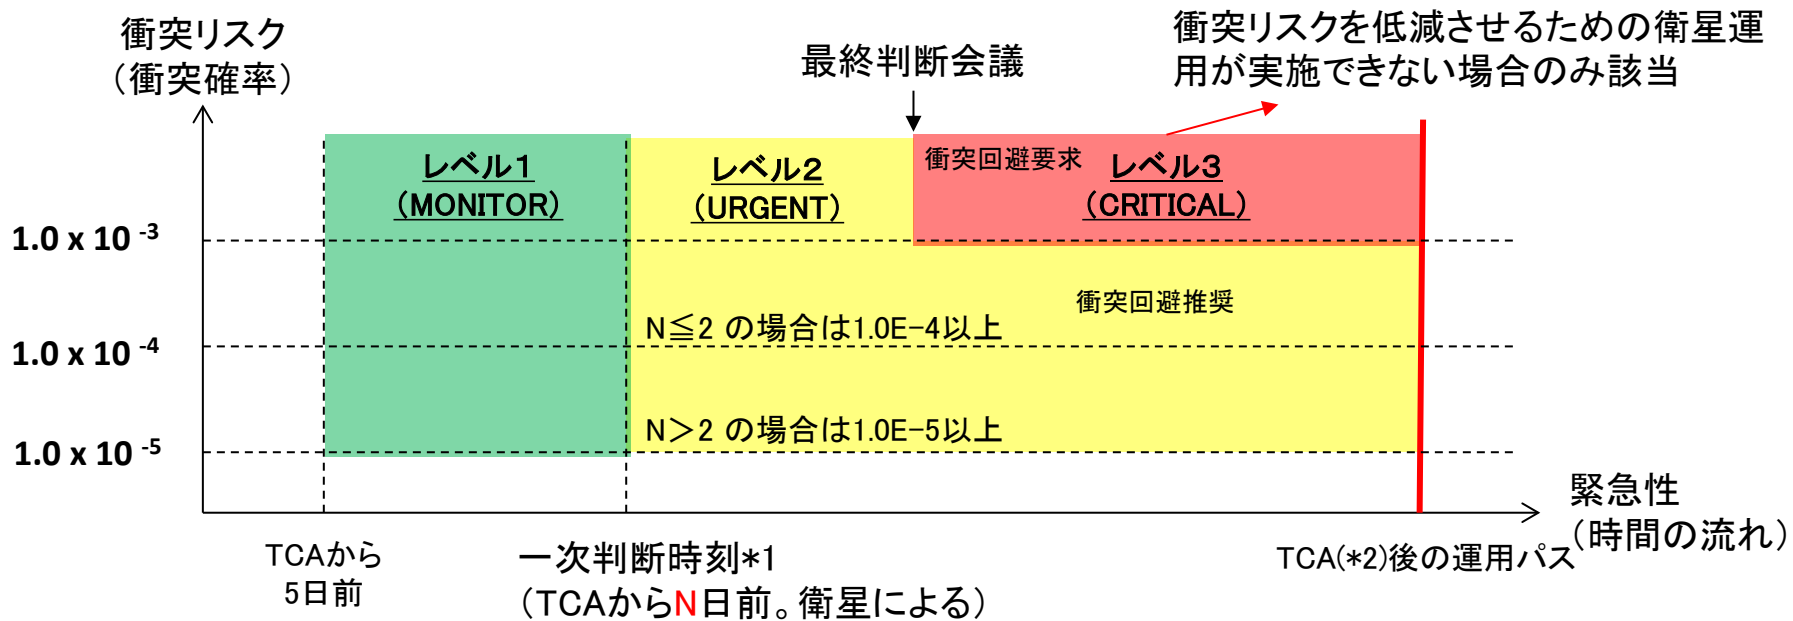 衝突リスク
（衝突確率）
最終判断会議
衝突リスクを低減させるための衛星運
用が実施できない場合のみ該当
レベル１
（MONITOR）
レベル２
（URGENT）
衝突回避要求
レベル３
（CRITICAL）
1.0 x 10 -3
衝突回避推奨
N≦2 の場合は1.0E-4以上
1.0 x 10 -4
N＞2 の場合は1.0E-5以上
1.0 x 10 -5
緊急性
（時間の流れ）
TCAから
5日前
一次判断時刻*1
（TCAからN日前。衛星による）
TCA(*2)後の運用パス